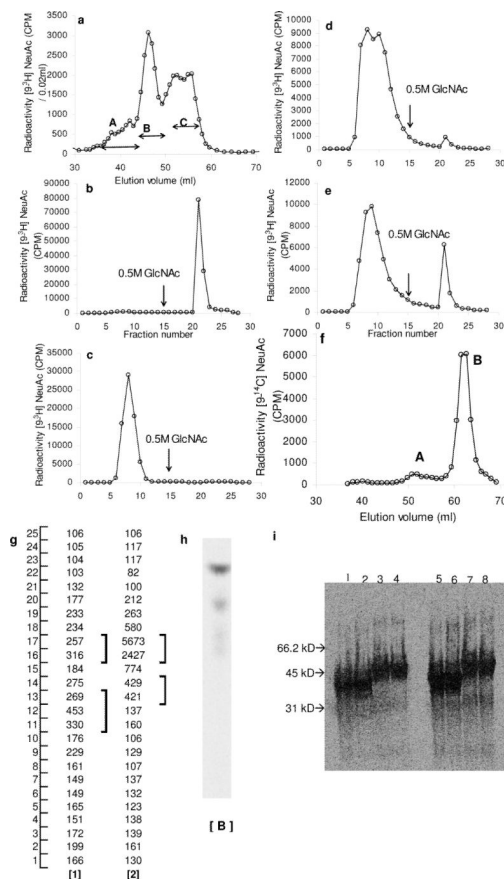 a
Radioactivity [9-³H] NeuAc (CPM / 0.02ml)
3500
3000
2500
2000
1500
1000
500
0
A
B
C
30 40 50 60 70
Elution volume (ml)
b
Radioactivity [9-³H] NeuAc (CPM)
90000
80000
70000
60000
50000
40000
30000
20000
10000
0
0.5M GlcNAc
0 10 20 30
Fraction number
c
Radioactivity [9-³H] NeuAc (CPM)
35000
30000
25000
20000
15000
10000
5000
0
0.5M GlcNAc
0 10 20 30
d
Radioactivity [9-³H] NeuAc (CPM)
10000
9000
8000
7000
6000
5000
4000
3000
2000
1000
0
0.5M GlcNAc
0 5 10 15 20 25 30
e
Radioactivity [9-³H] NeuAc (CPM)
12000
10000
8000
6000
4000
2000
0
0.5M GlcNAc
0 5 10 15 20 25 30
Fraction number
f
Radioactivity [9-¹⁴C] NeuAc (CPM)
7000
6000
5000
4000
3000
2000
1000
0
A
B
30 40 50 60 70
Elution volume (ml)
g
25 106 106
24 105 117
23 104 117
22 103 82
21 132 100
20 177 212
19 233 263
18 234 580
17 257 5673
16 316 2427
15 184 774
14 275 429
13 269 421
12 453 137
11 330 160
10 176 106
9 229 129
8 161 107
7 149 137
6 149 132
5 165 123
4 151 138
3 172 139
2 199 161
1 166 130
[1] [2]
h
[ B ]
i
1 2 3 4 5 6 7 8
66.2 kD
45 kD
31 kD